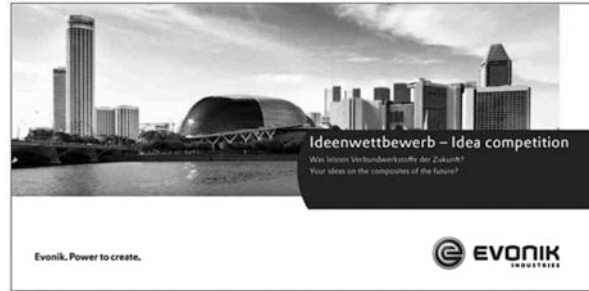 Ideenwettbewerb – Idea competition
Was leisten Verbundwerkstoffe der Zukunft?
Your ideas on the composites of the future?
Evonik. Power to create.
EVONIK
INDUSTRIES